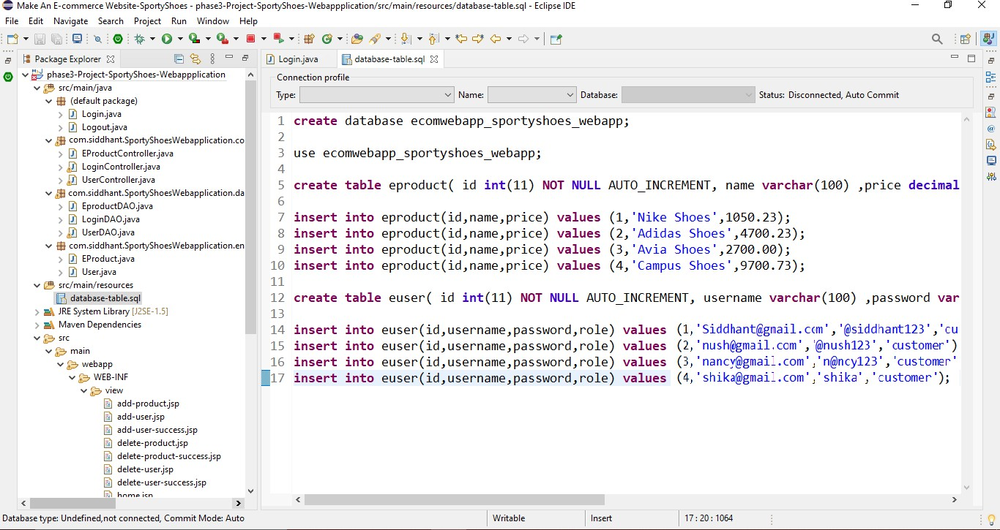 Make An E-commerce Website-SportyShoes - phase3-Project-SportyShoes-Webappplication/src/main/resources/database-table.sql - Eclipse IDE
File Edit Navigate Search Project Run Window Help
Package Explorer
phase3-Project-SportyShoes-Webappplication
src/main/java
(default package)
Login.java
Logout.java
com.siddhant.SportyShoesWebapplication.co
EProductController.java
LoginController.java
UserController.java
com.siddhant.SportyShoesWebapplication.da
EproductDAO.java
LoginDAO.java
UserDAO.java
com.siddhant.SportyShoesWebapplication.en
EProduct.java
User.java
src/main/resources
database-table.sql
JRE System Library [J2SE-1.5]
Maven Dependencies
src
main
webapp
WEB-INF
view
add-product.jsp
add-user.jsp
add-user-success.jsp
delete-product.jsp
delete-product-success.jsp
delete-user.jsp
delete-user-success.jsp
home.jsp
Login.java database-table.sql
Connection profile
Type: Name: Database: Status: Disconnected, Auto Commit
1 create database ecomwebapp_sportyshoes_webapp;
2
3 use ecomwebapp_sportyshoes_webapp;
4
5 create table eproduct( id int(11) NOT NULL AUTO_INCREMENT, name varchar(100) ,price decimal
6
7 insert into eproduct(id,name,price) values (1,'Nike Shoes',1050.23);
8 insert into eproduct(id,name,price) values (2,'Adidas Shoes',4700.23);
9 insert into eproduct(id,name,price) values (3,'Avia Shoes',2700.00);
10 insert into eproduct(id,name,price) values (4,'Campus Shoes',9700.73);
11
12 create table euser( id int(11) NOT NULL AUTO_INCREMENT, username varchar(100) ,password var
13
14 insert into euser(id,username,password,role) values (1,'Siddhant@gmail.com','@siddhant123','cu
15 insert into euser(id,username,password,role) values (2,'nush@gmail.com','@nush123','customer')
16 insert into euser(id,username,password,role) values (3,'nancy@gmail.com','n@ncy123','customer'
17 insert into euser(id,username,password,role) values (4,'shika@gmail.com','shika','customer');
Database type: Undefined,not connected, Commit Mode: Auto Writable Insert 17 : 20 : 1064